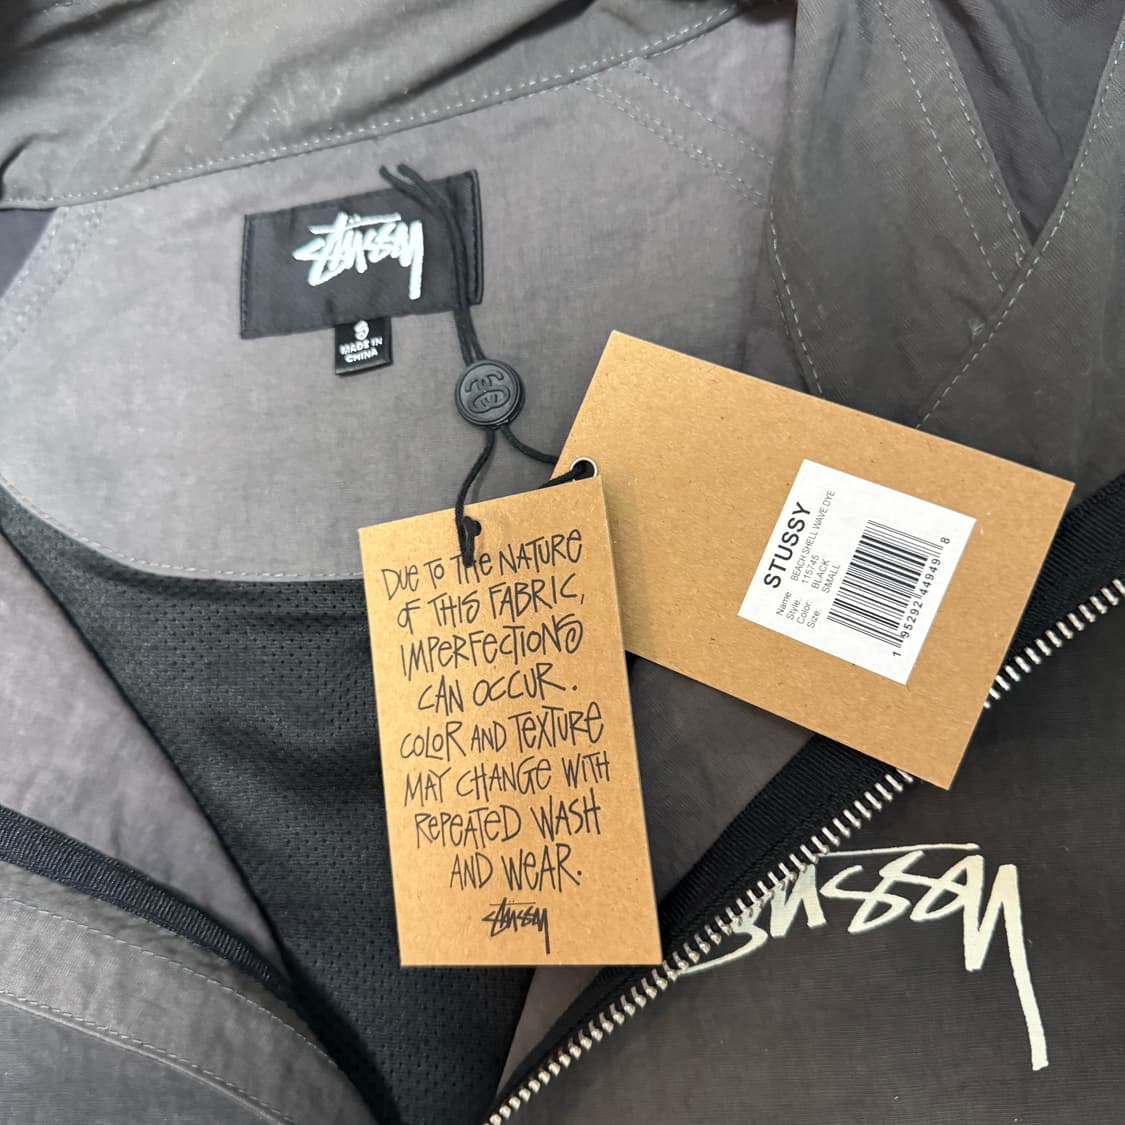 STÜSSY
S
MADE IN
CHINA
DUE TO THE NATURE
OF THIS FABRIC,
IMPERFECTIONS
CAN OCCUR.
COLOR AND TEXTURE
MAY CHANGE WITH
REPEATED WASH
AND WEAR.
STÜSSY
STUSSY
Name: BEACH SHELL WAVE DYE
Style: 115745
Color: BLACK
Size: SMALL
1 95292 44949 8
STÜSSY